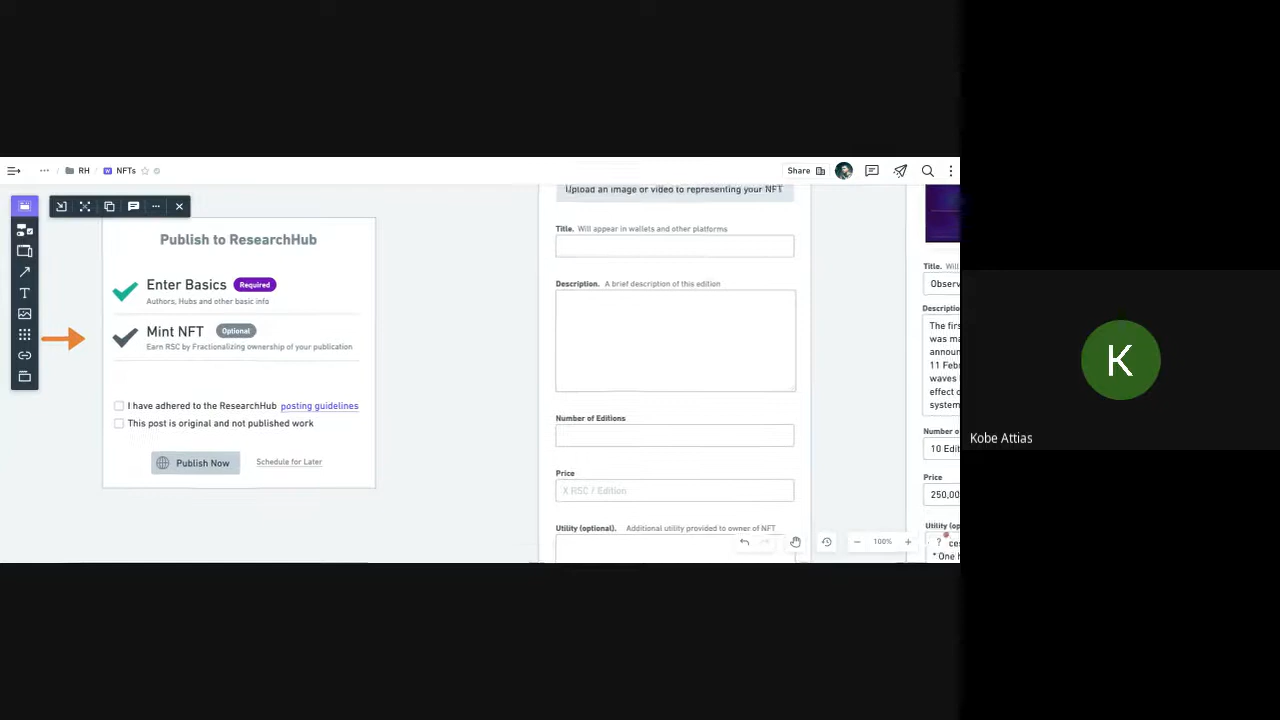 ... / RH / NFTs
Share
Publish to ResearchHub
Enter Basics Required
Authors, Hubs and other basic info
Mint NFT Optional
Earn RSC by Fractionalizing ownership of your publication
I have adhered to the ResearchHub posting guidelines
This post is original and not published work
Publish Now
Schedule for Later
Upload an image or video to representing your NFT
Title. Will appear in wallets and other platforms
Description. A brief description of this edition
Number of Editions
Price
X RSC / Edition
Utility (optional). Additional utility provided to owner of NFT
100%
?
Title. Will
Observ
Description
The firs
was ma
annou
11 Febr
waves
effect o
system
Number o
10 Edit
Price
250,00
Utility (op
ces
* One h
T
K
Kobe Attias